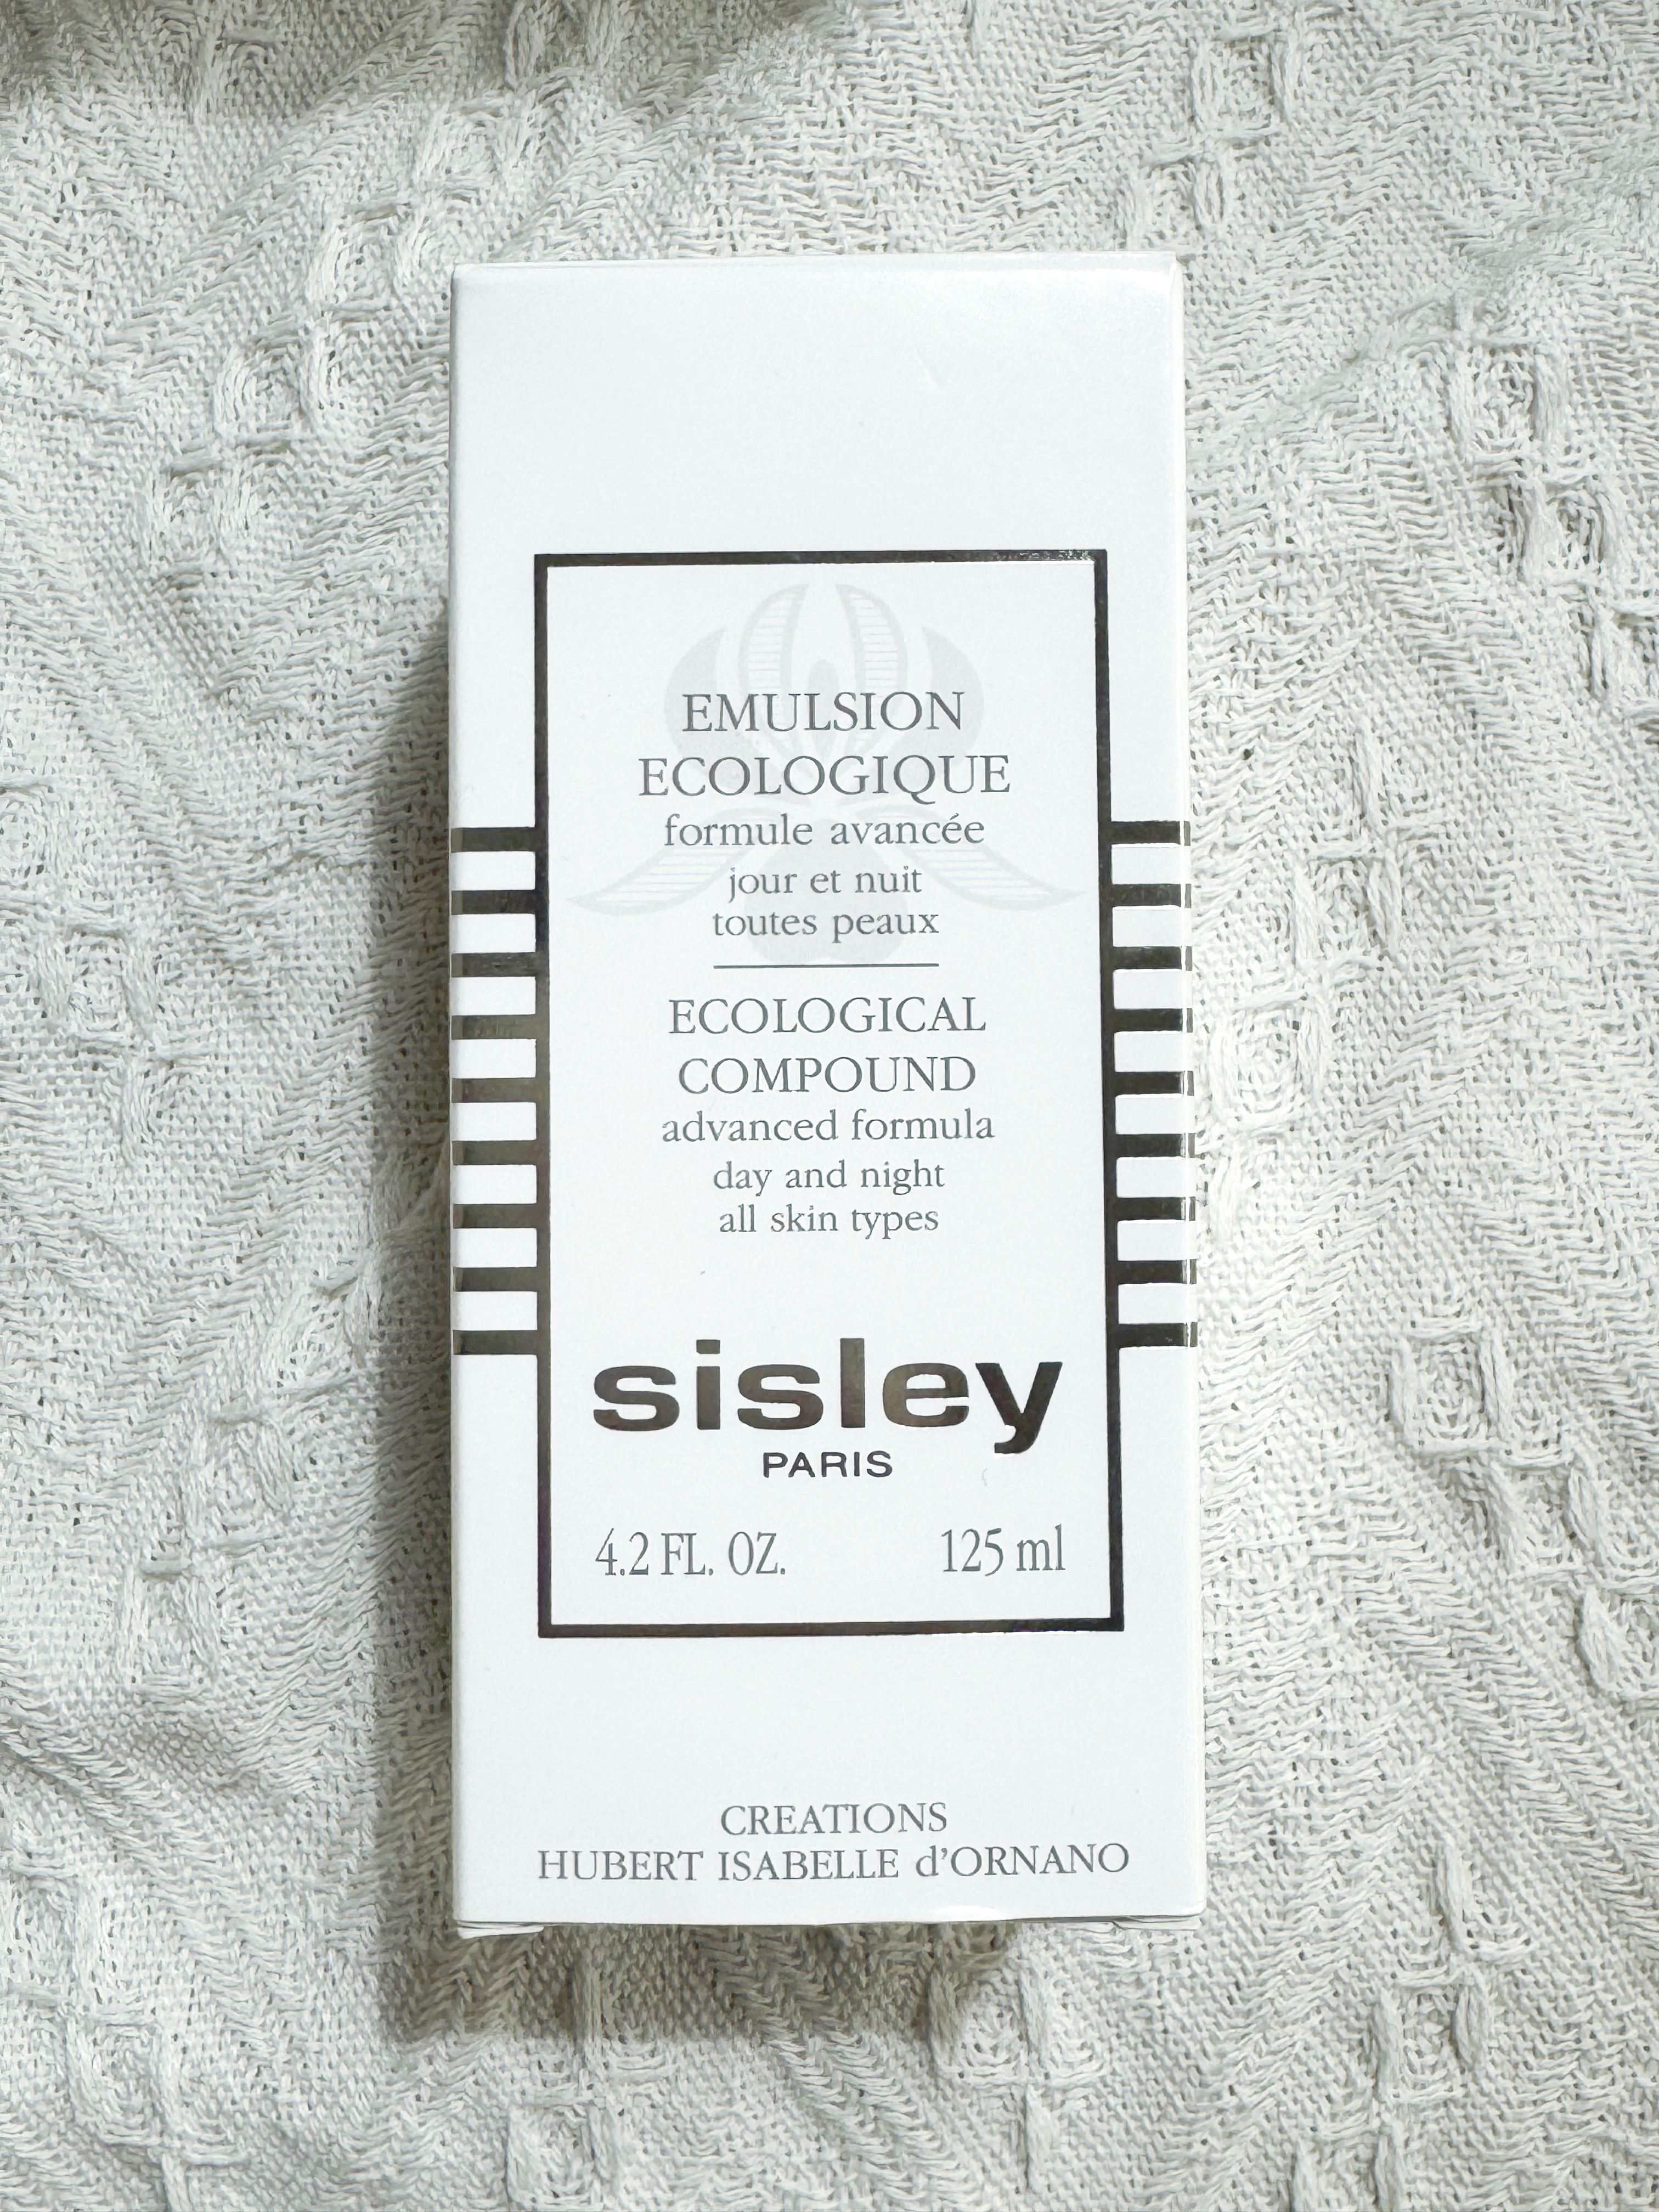 EMULSION
ECOLOGIQUE
formule avancée
jour et nuit
toutes peaux
ECOLOGICAL
COMPOUND
advanced formula
day and night
all skin types
sisley
PARIS
4.2 FL. OZ. 125 ml
CREATIONS
HUBERT ISABELLE d'ORNANO